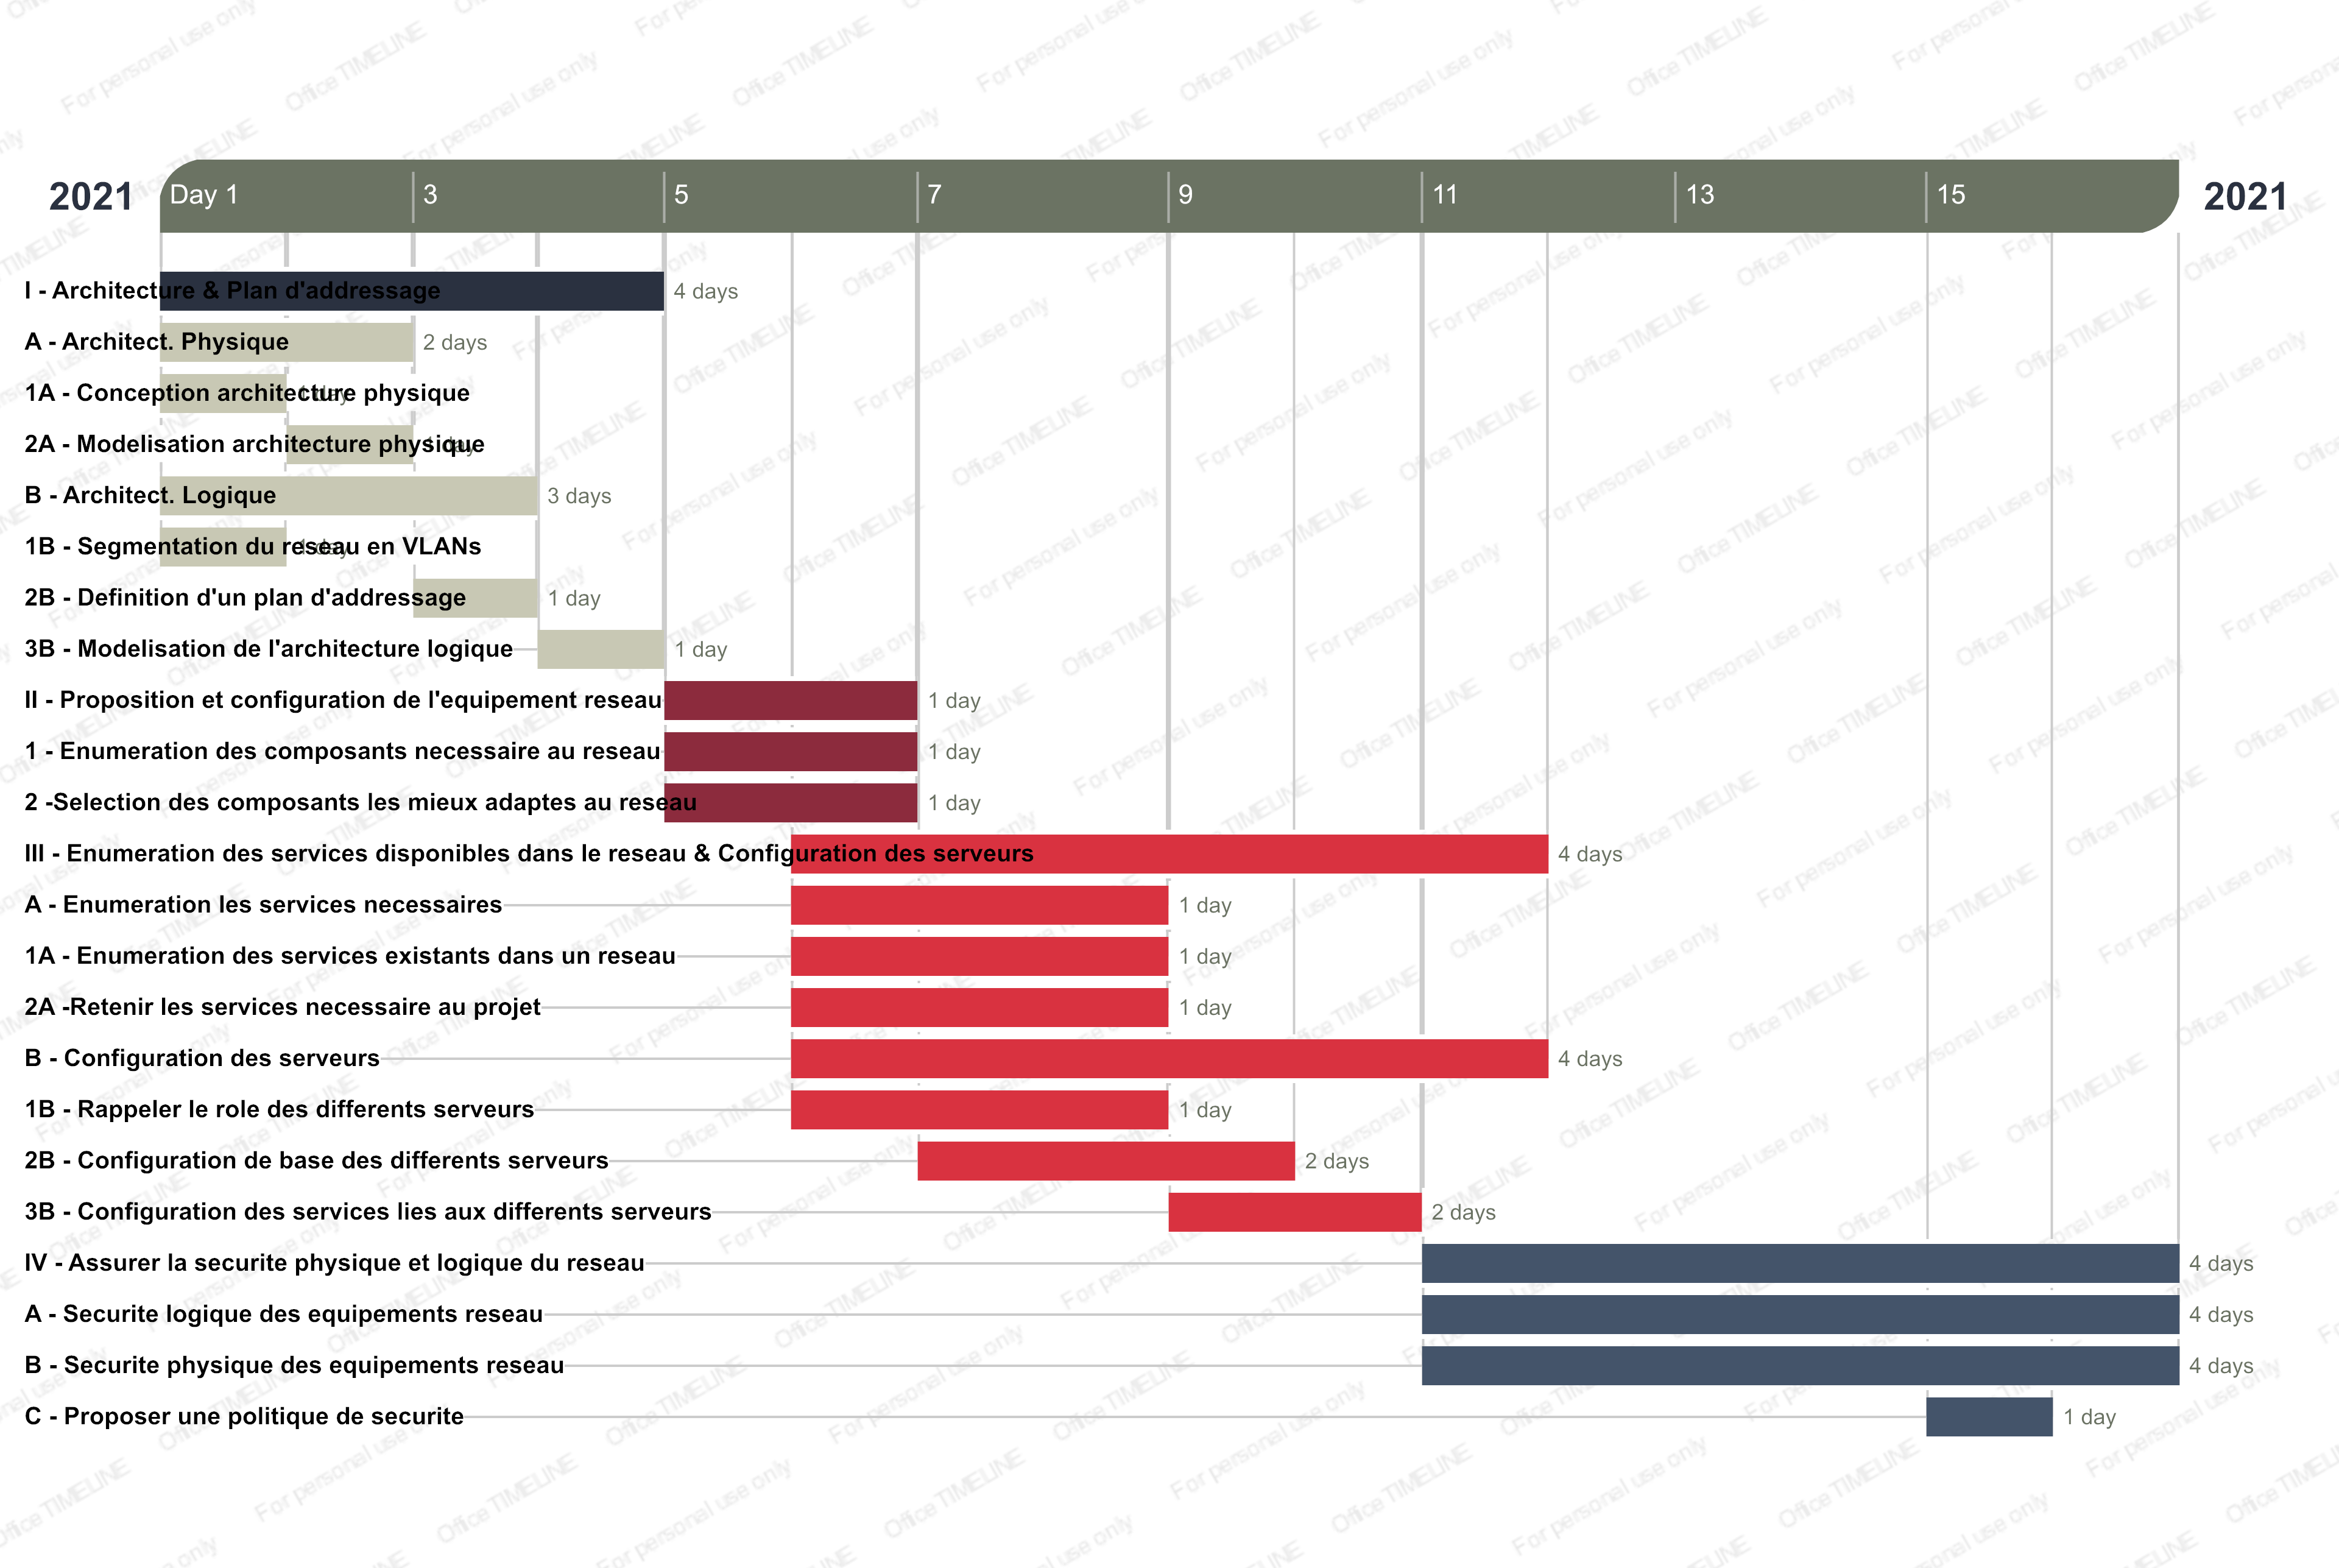 2021 Day 1 3 5 7 9 11 13 15 2021
I - Architecture & Plan d'addressage 4 days
A - Architect. Physique 2 days
1A - Conception architecture physique 1 day
2A - Modelisation architecture physique 1 day
B - Architect. Logique 3 days
1B - Segmentation du reseau en VLANs 1 day
2B - Definition d'un plan d'addressage 1 day
3B - Modelisation de l'architecture logique 1 day
II - Proposition et configuration de l'equipement reseau 1 day
1 - Enumeration des composants necessaire au reseau 1 day
2 -Selection des composants les mieux adaptes au reseau 1 day
III - Enumeration des services disponibles dans le reseau & Configuration des serveurs 4 days
A - Enumeration les services necessaires 1 day
1A - Enumeration des services existants dans un reseau 1 day
2A -Retenir les services necessaire au projet 1 day
B - Configuration des serveurs 4 days
1B - Rappeler le role des differents serveurs 1 day
2B - Configuration de base des differents serveurs 2 days
3B - Configuration des services lies aux differents serveurs 2 days
IV - Assurer la securite physique et logique du reseau 4 days
A - Securite logique des equipements reseau 4 days
B - Securite physique des equipements reseau 4 days
C - Proposer une politique de securite 1 day
Office TIMELINE For personal use only